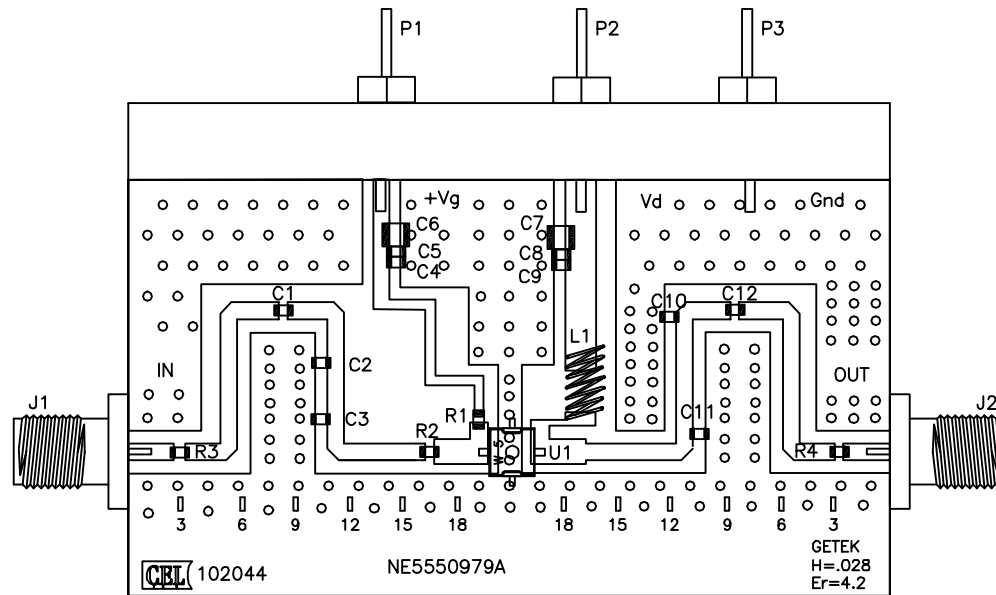 P1 P2 P3
+Vg Vd Gnd
C6 C7
C5 C8
C4 C9
C1 C10 C12
L1
IN C2 OUT
J1 J2
C3 R1 C11
R3 R2 W 5 U1 R4
3 6 9 12 15 18 18 15 12 9 6 3
CEL 102044 NE5550979A
GETEK
H=.028
Er=4.2